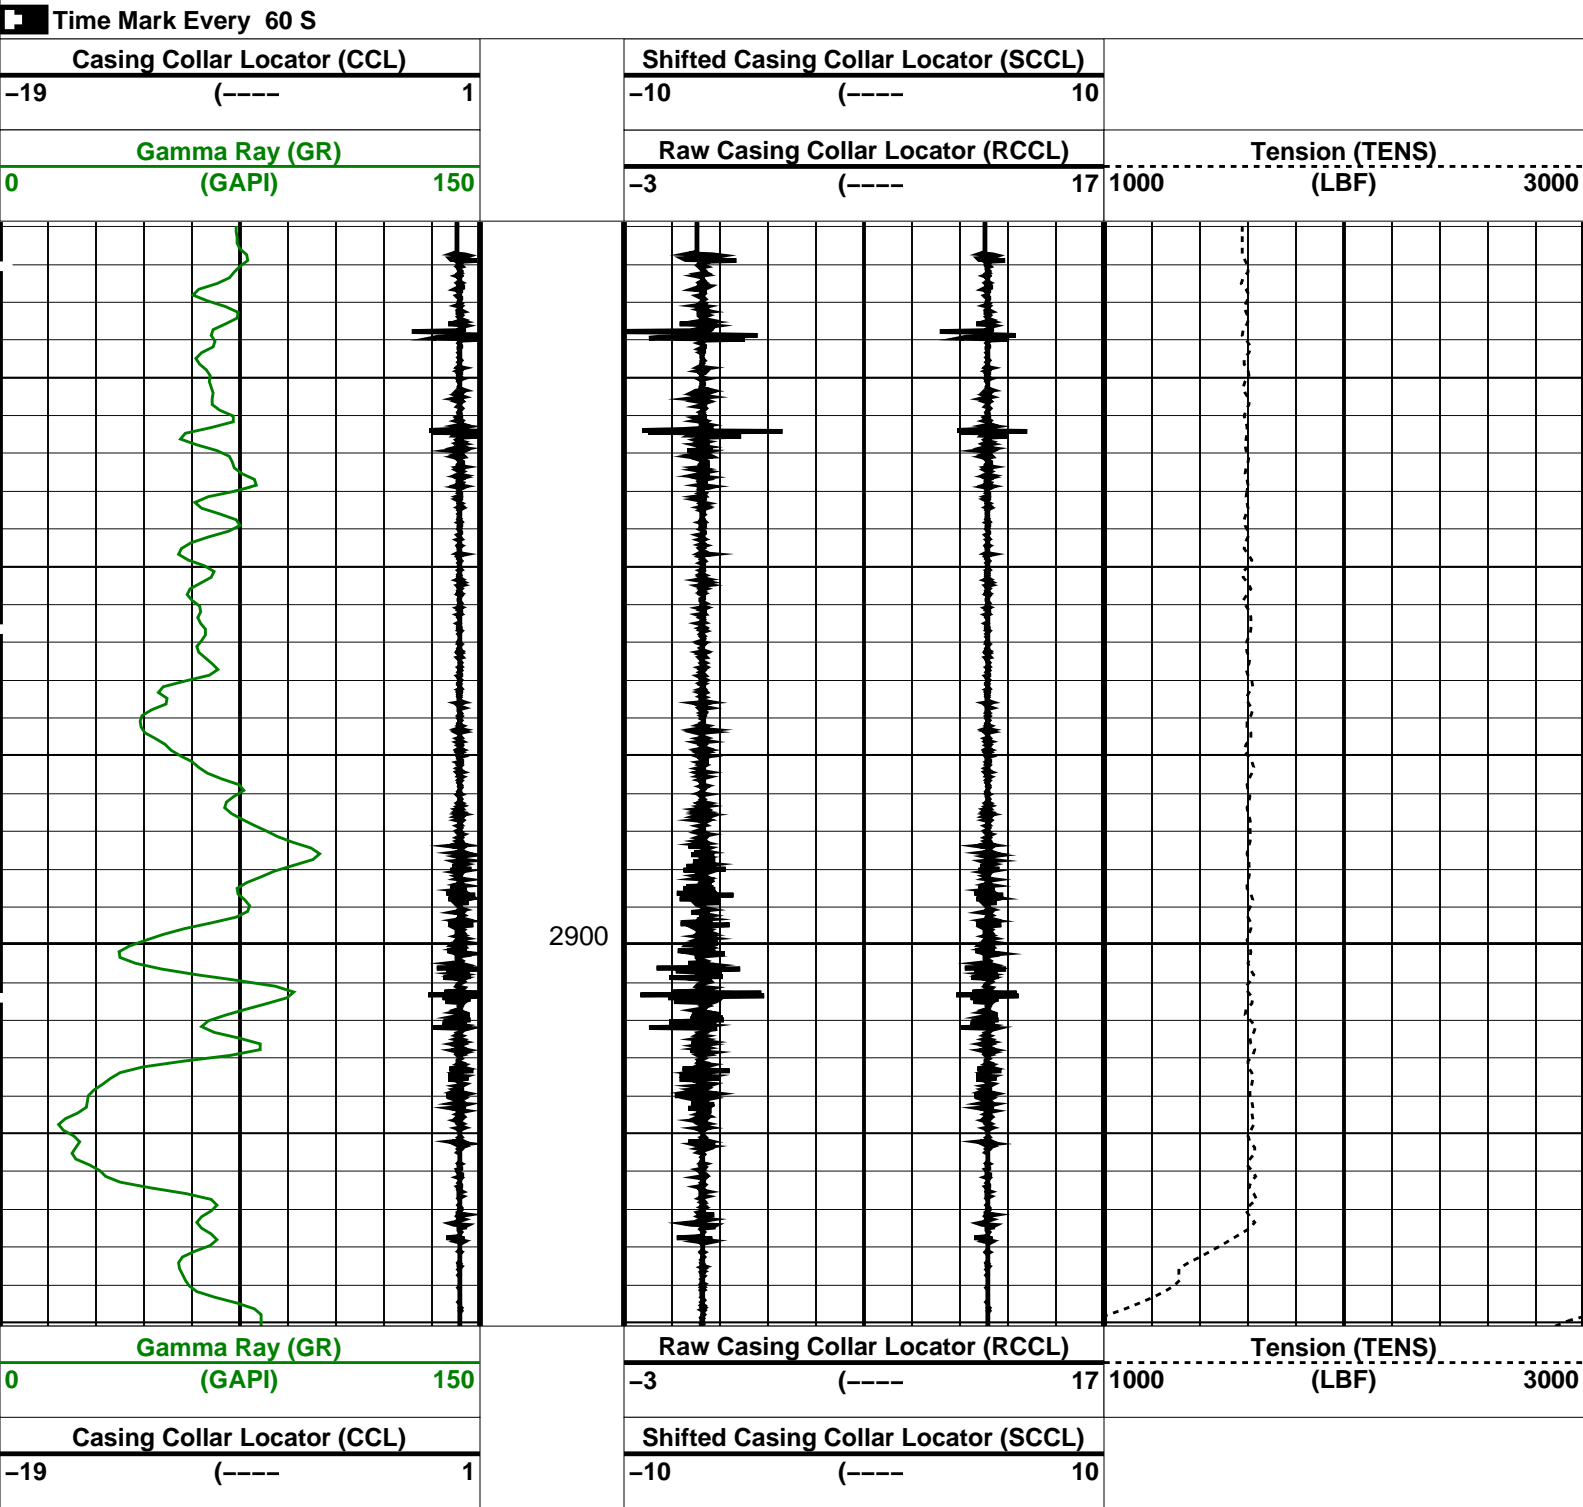 Time Mark Every 60 S
Casing Collar Locator (CCL)
−19 (−−−− 1
Shifted Casing Collar Locator (SCCL)
−10 (−−−− 10
Gamma Ray (GR)
0 (GAPI) 150
Raw Casing Collar Locator (RCCL)
−3 (−−−− 17
Tension (TENS)
1000 (LBF) 3000
2900
Gamma Ray (GR)
0 (GAPI) 150
Raw Casing Collar Locator (RCCL)
−3 (−−−− 17
Tension (TENS)
1000 (LBF) 3000
Casing Collar Locator (CCL)
−19 (−−−− 1
Shifted Casing Collar Locator (SCCL)
−10 (−−−− 10